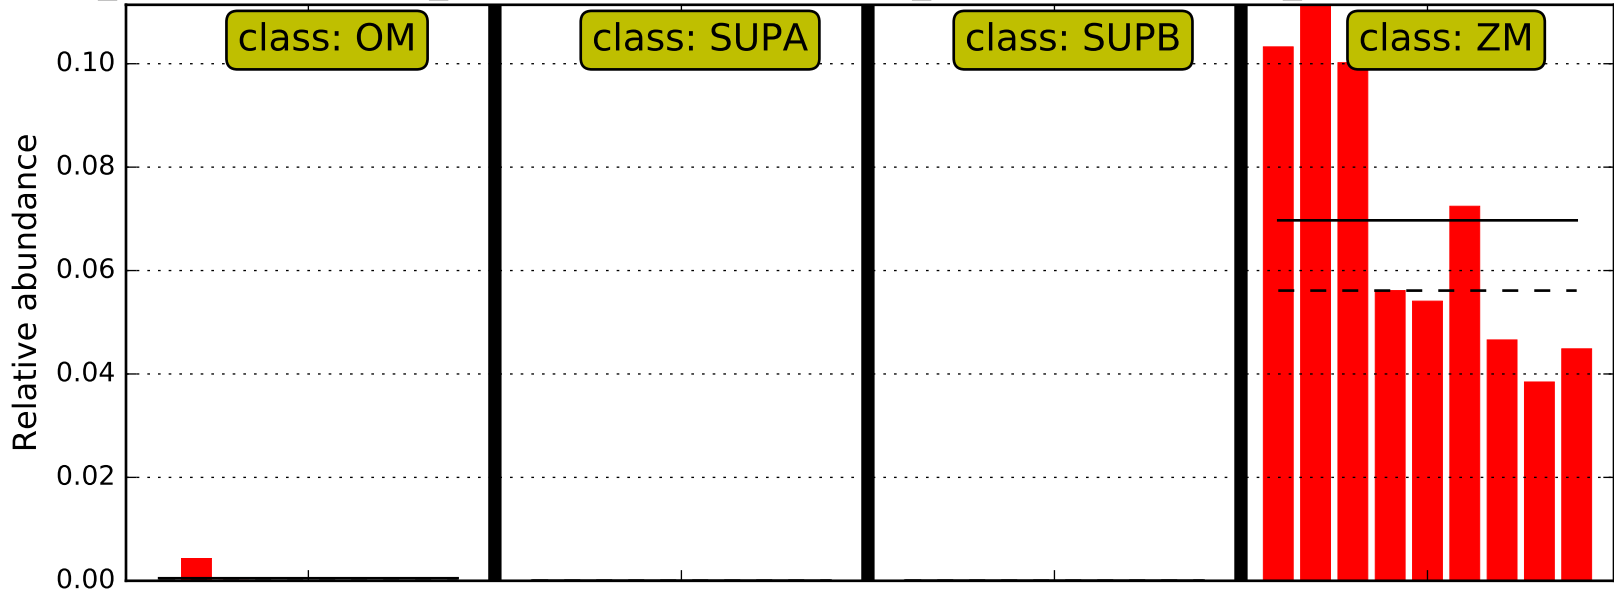 class: OM
class: SUPA
class: SUPB
class: ZM
Relative abundance
0.10
0.08
0.06
0.04
0.02
0.00